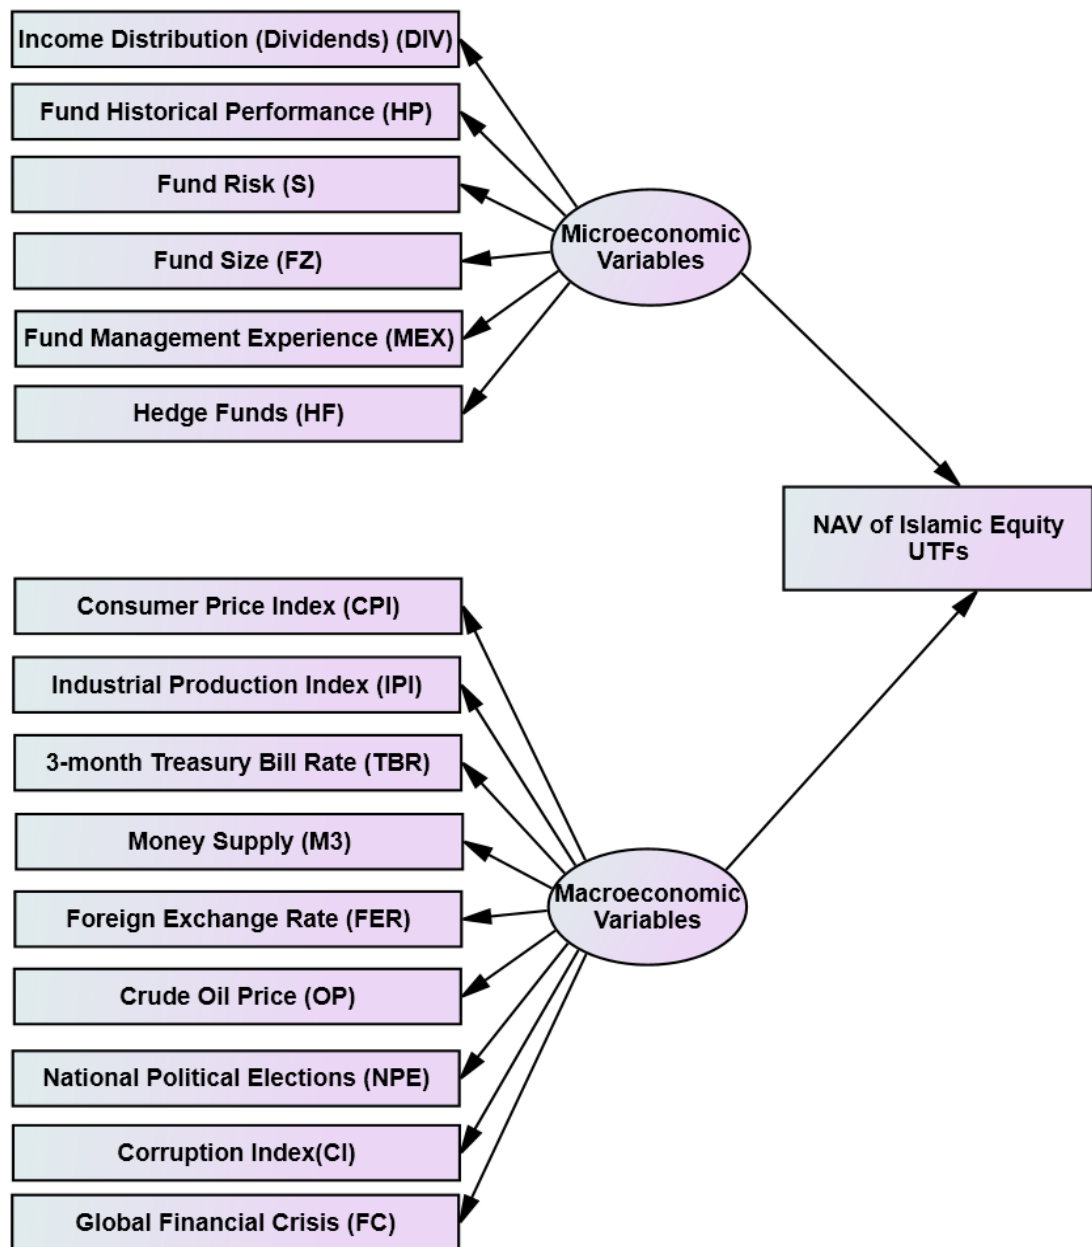 Income Distribution (Dividends) (DIV)
Fund Historical Performance (HP)
Fund Risk (S)
Fund Size (FZ)
Fund Management Experience (MEX)
Hedge Funds (HF)
Microeconomic
Variables
NAV of Islamic Equity
UTFs
Consumer Price Index (CPI)
Industrial Production Index (IPI)
3-month Treasury Bill Rate (TBR)
Money Supply (M3)
Foreign Exchange Rate (FER)
Crude Oil Price (OP)
National Political Elections (NPE)
Corruption Index(CI)
Global Financial Crisis (FC)
Macroeconomic
Variables